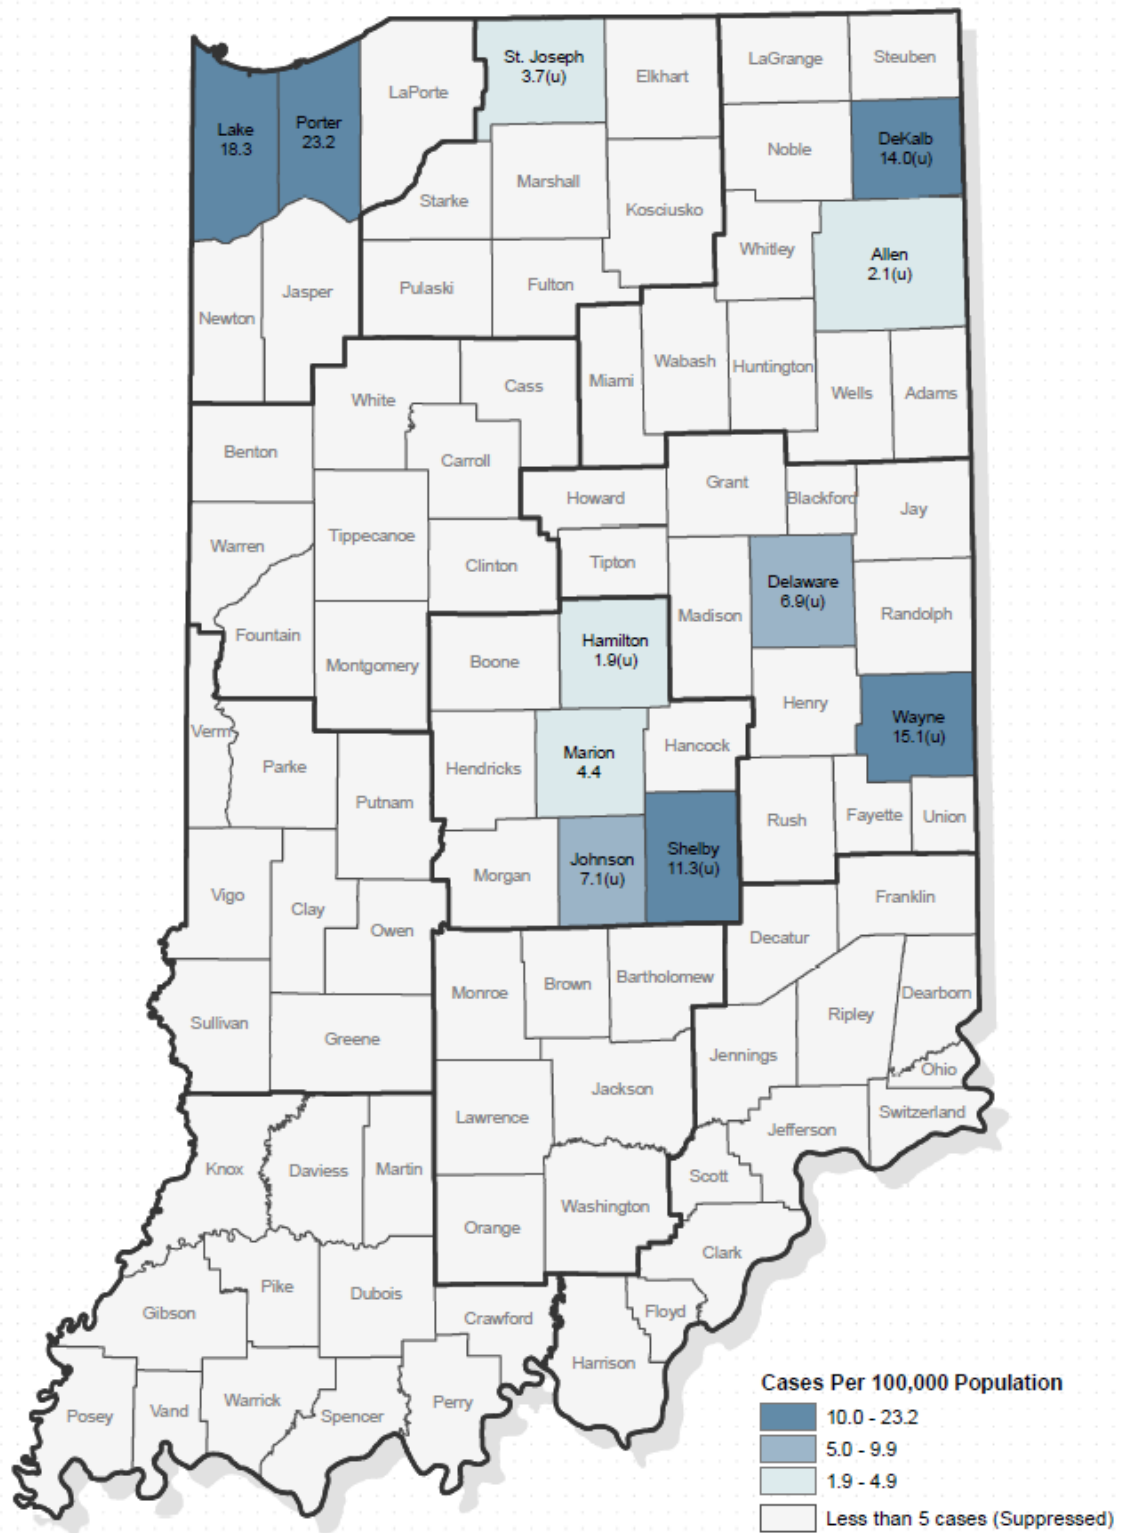 LaPorte
St. Joseph
3.7(u)
Elkhart
LaGrange
Steuben
Lake
18.3
Porter
23.2
Noble
DeKalb
14.0(u)
Starke
Marshall
Kosciusko
Whitley
Allen
2.1(u)
Newton
Jasper
Pulaski
Fulton
White
Cass
Miami
Wabash
Huntington
Wells
Adams
Benton
Carroll
Howard
Grant
Blackford
Jay
Warren
Tippecanoe
Clinton
Tipton
Madison
Delaware
6.9(u)
Randolph
Fountain
Montgomery
Boone
Hamilton
1.9(u)
Henry
Wayne
15.1(u)
Verm
Parke
Putnam
Hendricks
Marion
4.4
Hancock
Rush
Fayette
Union
Vigo
Clay
Owen
Morgan
Johnson
7.1(u)
Shelby
11.3(u)
Franklin
Decatur
Sullivan
Greene
Monroe
Brown
Bartholomew
Jennings
Ripley
Dearborn
Ohio
Switzerland
Jackson
Lawrence
Jefferson
Knox
Daviess
Martin
Orange
Washington
Scott
Clark
Gibson
Pike
Dubois
Crawford
Floyd
Harrison
Posey
Vand
Warrick
Spencer
Perry
Cases Per 100,000 Population
10.0 - 23.2
5.0 - 9.9
1.9 - 4.9
Less than 5 cases (Suppressed)